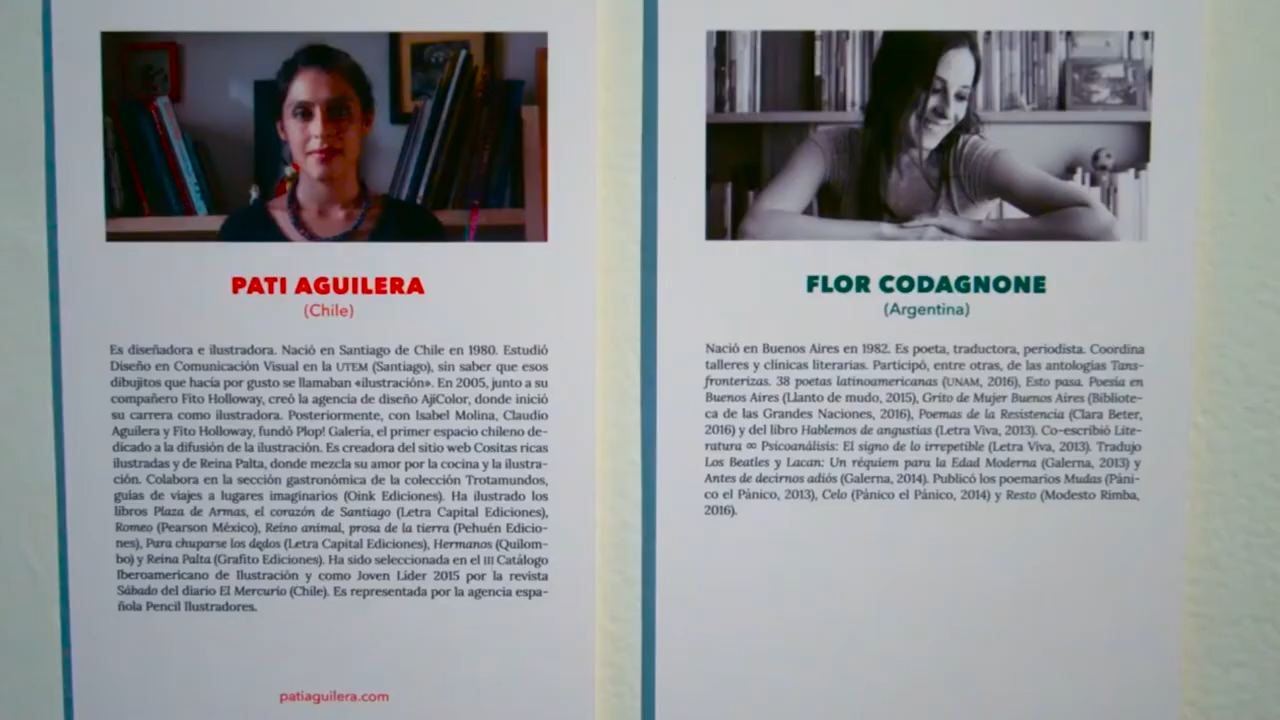 PATI AGUILERA
(Chile)
Es diseñadora e ilustradora. Nació en Santiago de Chile en 1980. Estudió
Diseño en Comunicación Visual en la UTEM (Santiago), sin saber que esos
dibujitos que hacía por gusto se llamaban «ilustración». En 2005, junto a su
compañero Fito Holloway, creó la agencia de diseño AjíColor, donde inició
su carrera como ilustradora. Posteriormente, con Isabel Molina, Claudio
Aguilera y Fito Holloway, fundó Plop! Galería, el primer espacio chileno de-
dicado a la difusión de la ilustración. Es creadora del sitio web Cositas ricas
ilustradas y de Reina Palta, donde mezcla su amor por la cocina y la ilustra-
ción. Colabora en la sección gastronómica de la colección Trotamundos,
guías de viajes a lugares imaginarios (Oink Ediciones). Ha ilustrado los
libros Plaza de Armas, el corazón de Santiago (Letra Capital Ediciones),
Romeo (Pearson México), Reino animal, prosa de la tierra (Pehuén Edicio-
nes), Para chuparse los dedos (Letra Capital Ediciones), Hermanos (Quilom-
bo) y Reina Palta (Grafito Ediciones). Ha sido seleccionada en el III Catálogo
Iberoamericano de Ilustración y como Joven Líder 2015 por la revista
Sábado del diario El Mercurio (Chile). Es representada por la agencia espa-
ñola Pencil Ilustradores.
patiaguilera.com
FLOR CODAGNONE
(Argentina)
Nació en Buenos Aires en 1982. Es poeta, traductora, periodista. Coordina
talleres y clínicas literarias. Participó, entre otras, de las antologías Trans-
fronterizas. 38 poetas latinoamericanas (UNAM, 2016), Esto pasa. Poesía en
Buenos Aires (Llanto de mudo, 2015), Grito de Mujer Buenos Aires (Bibliote-
ca de las Grandes Naciones, 2016), Poemas de la Resistencia (Clara Beter,
2016) y del libro Hablemos de angustias (Letra Viva, 2013). Co-escribió Lite-
ratura ∞ Psicoanálisis: El signo de lo irrepetible (Letra Viva, 2013). Tradujo
Los Beatles y Lacan: Un réquiem para la Edad Moderna (Galerna, 2013) y
Antes de decirnos adiós (Galerna, 2014). Publicó los poemarios Mudas (Páni-
co el Pánico, 2013), Celo (Pánico el Pánico, 2014) y Resto (Modesto Rimba,
2016).